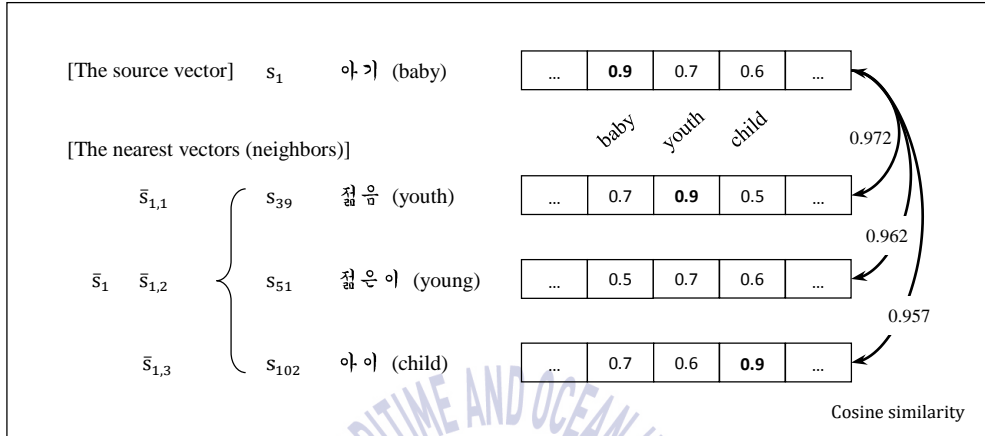 [The source vector] s₁ 아기 (baby) ... 0.9 0.7 0.6 ...
baby youth child
0.972
[The nearest vectors (neighbors)]
s̄₁,₁ s₃₉ 젊음 (youth) ... 0.7 0.9 0.5 ...
0.962
s̄₁ s̄₁,₂ s₅₁ 젊은이 (young) ... 0.5 0.7 0.6 ...
0.957
s̄₁,₃ s₁₀₂ 아이 (child) ... 0.7 0.6 0.9 ...
Cosine similarity